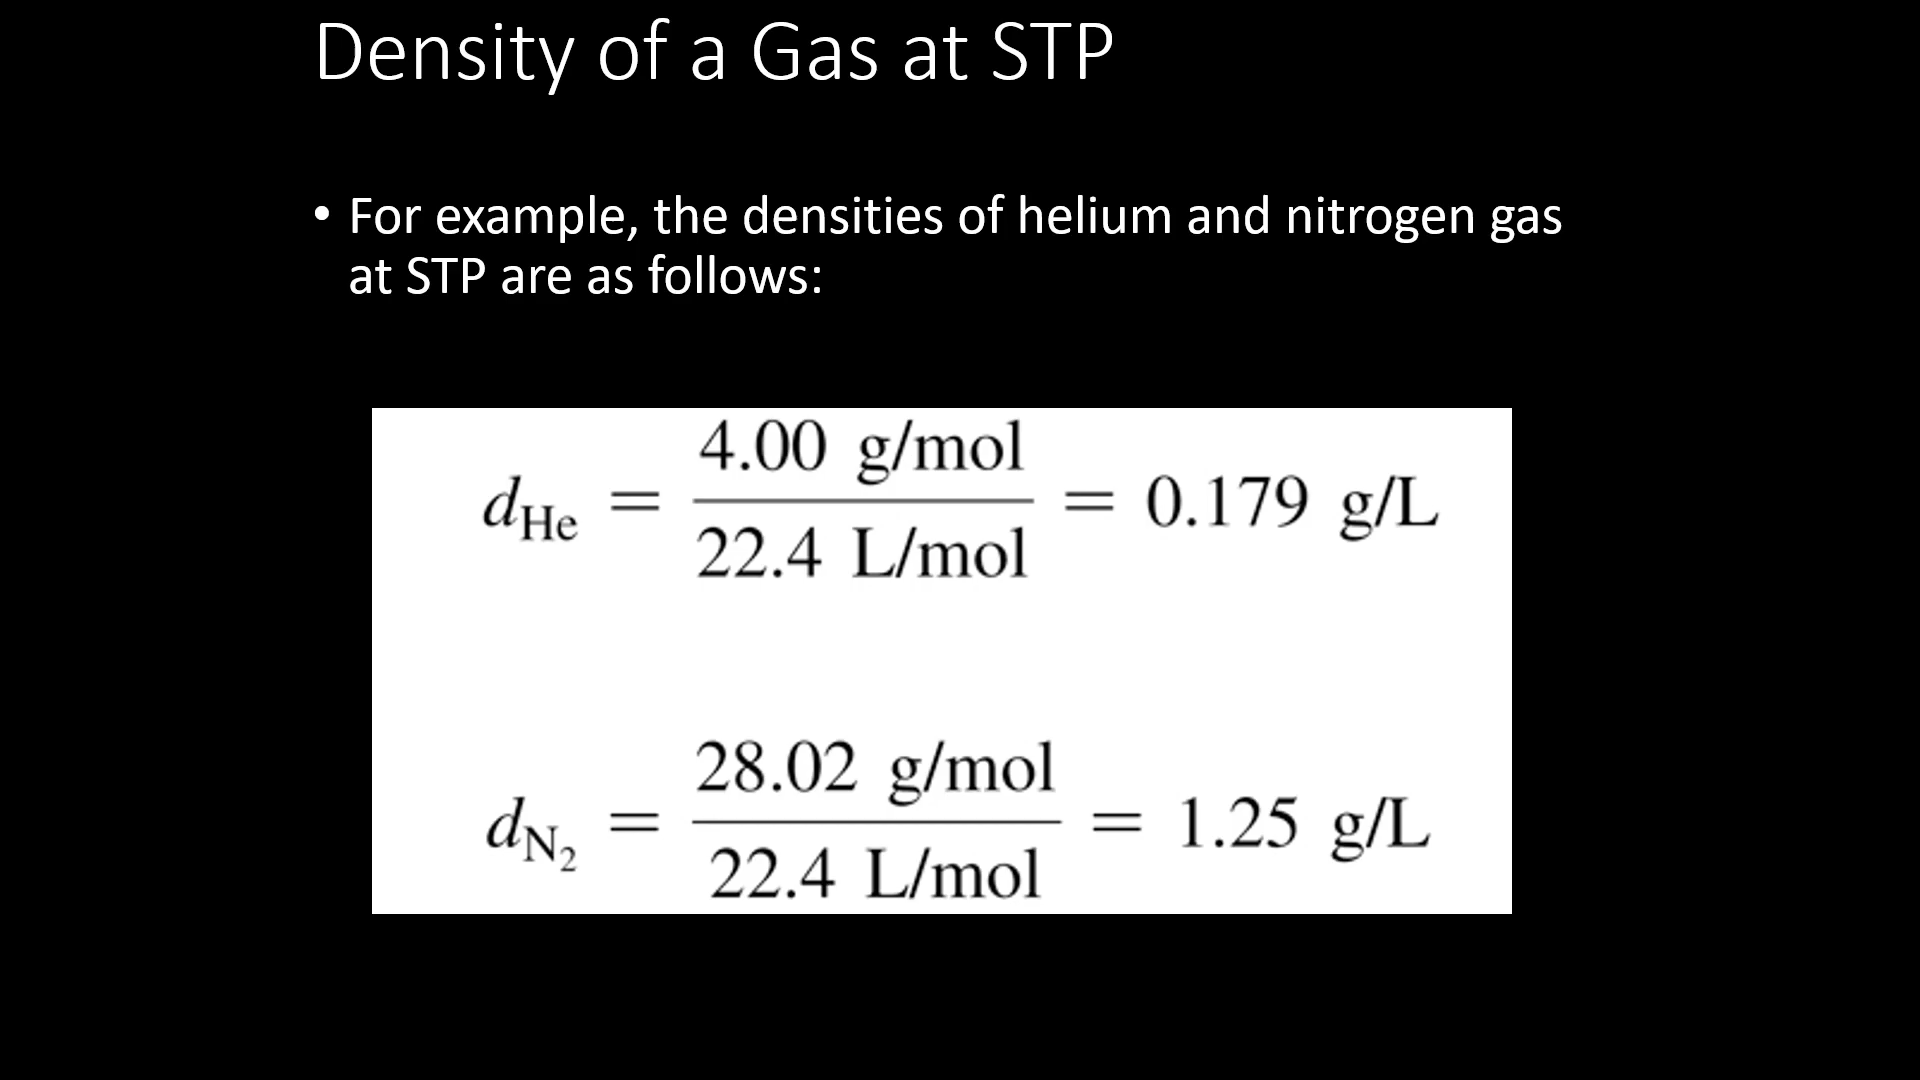 Density of a Gas at STP
• For example, the densities of helium and nitrogen gas
at STP are as follows:
d_He = 4.00 g/mol / 22.4 L/mol = 0.179 g/L
d_N₂ = 28.02 g/mol / 22.4 L/mol = 1.25 g/L